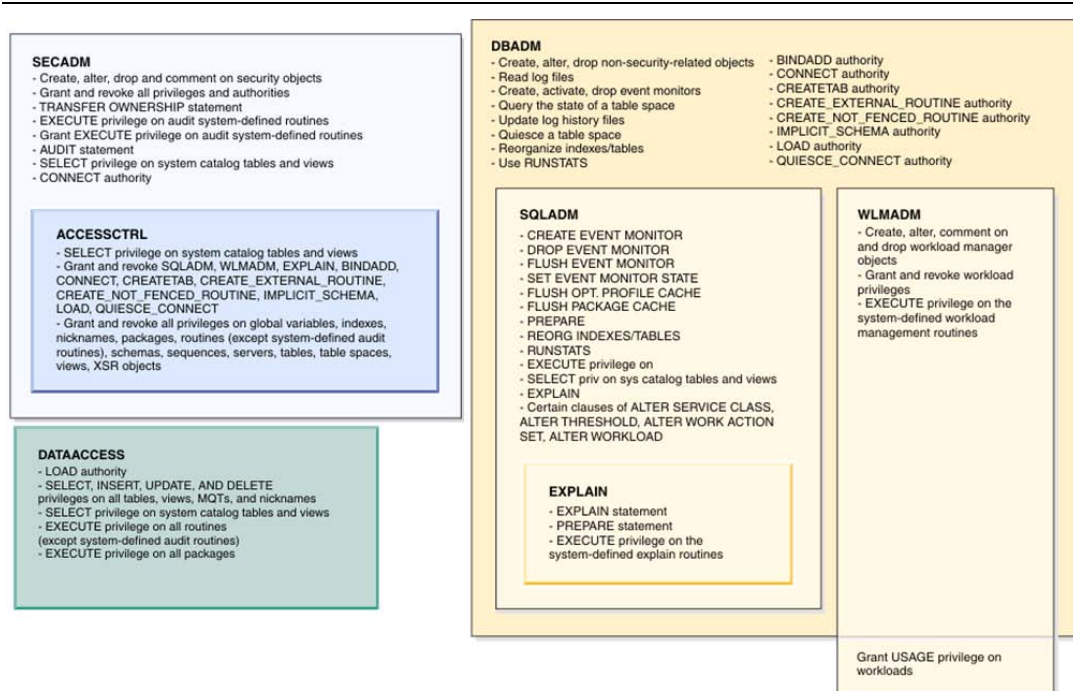 SECADM
- Create, alter, drop and comment on security objects
- Grant and revoke all privileges and authorities
- TRANSFER OWNERSHIP statement
- EXECUTE privilege on audit system-defined routines
- Grant EXECUTE privilege on audit system-defined routines
- AUDIT statement
- SELECT privilege on system catalog tables and views
- CONNECT authority
ACCESSCTRL
- SELECT privilege on system catalog tables and views
- Grant and revoke SQLADM, WLMADM, EXPLAIN, BINDADD,
CONNECT, CREATETAB, CREATE_EXTERNAL_ROUTINE,
CREATE_NOT_FENCED_ROUTINE, IMPLICIT_SCHEMA,
LOAD, QUIESCE_CONNECT
- Grant and revoke all privileges on global variables, indexes,
nicknames, packages, routines (except system-defined audit
routines), schemas, sequences, servers, tables, table spaces,
views, XSR objects
DATAACCESS
- LOAD authority
- SELECT, INSERT, UPDATE, AND DELETE
privileges on all tables, views, MQTs, and nicknames
- SELECT privilege on system catalog tables and views
- EXECUTE privilege on all routines
(except system-defined audit routines)
- EXECUTE privilege on all packages
DBADM
- Create, alter, drop non-security-related objects
- Read log files
- Create, activate, drop event monitors
- Query the state of a table space
- Update log history files
- Quiesce a table space
- Reorganize indexes/tables
- Use RUNSTATS
- BINDADD authority
- CONNECT authority
- CREATETAB authority
- CREATE_EXTERNAL_ROUTINE authority
- CREATE_NOT_FENCED_ROUTINE authority
- IMPLICIT_SCHEMA authority
- LOAD authority
- QUIESCE_CONNECT authority
SQLADM
- CREATE EVENT MONITOR
- DROP EVENT MONITOR
- FLUSH EVENT MONITOR
- SET EVENT MONITOR STATE
- FLUSH OPT. PROFILE CACHE
- FLUSH PACKAGE CACHE
- PREPARE
- REORG INDEXES/TABLES
- RUNSTATS
- EXECUTE privilege on
- SELECT priv on sys catalog tables and views
- EXPLAIN
- Certain clauses of ALTER SERVICE CLASS,
ALTER THRESHOLD, ALTER WORK ACTION
SET, ALTER WORKLOAD
EXPLAIN
- EXPLAIN statement
- PREPARE statement
- EXECUTE privilege on the
system-defined explain routines
WLMADM
- Create, alter, comment on
and drop workload manager
objects
- Grant and revoke workload
privileges
- EXECUTE privilege on the
system-defined workload
management routines
Grant USAGE privilege on
workloads